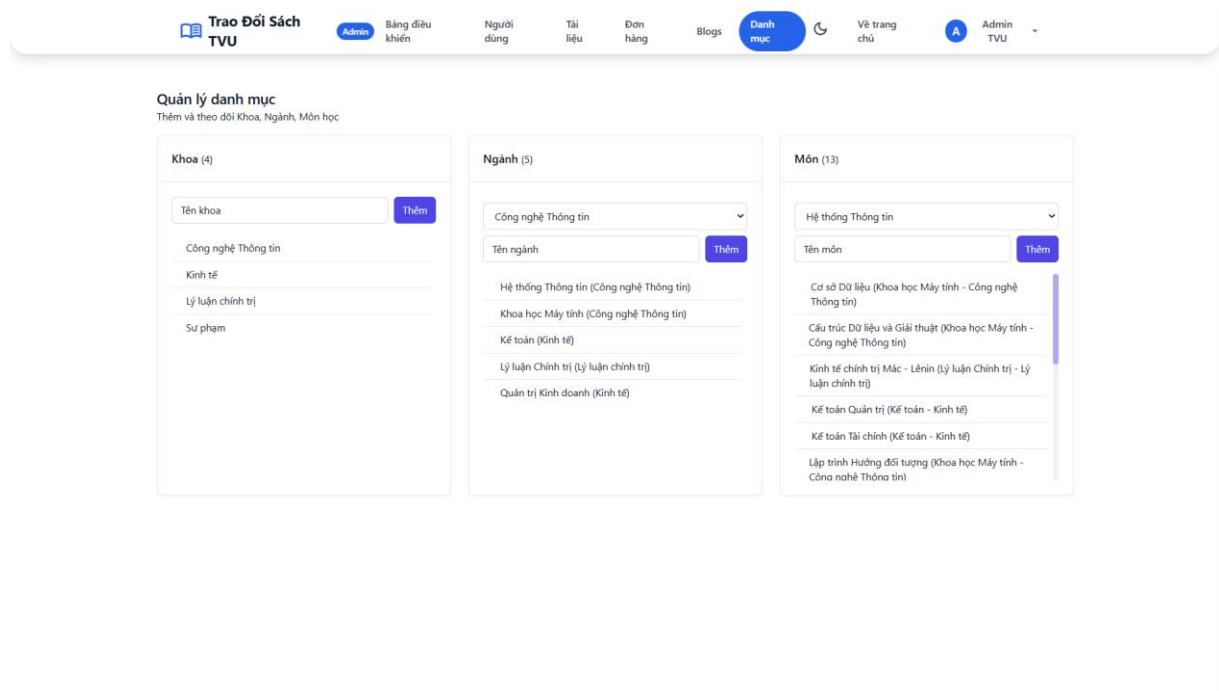 Trao Đổi Sách
TVU
Admin
Bảng điều
khiển
Người
dùng
Tài
liệu
Đơn
hàng
Blogs
Danh
mục
Về trang
chủ
A
Admin
TVU
Quản lý danh mục
Thêm và theo dõi Khoa, Ngành, Môn học
Khoa (4)
Tên khoa
Thêm
Công nghệ Thông tin
Kinh tế
Lý luận chính trị
Sư phạm
Ngành (5)
Công nghệ Thông tin
Tên ngành
Thêm
Hệ thống Thông tin (Công nghệ Thông tin)
Khoa học Máy tính (Công nghệ Thông tin)
Kế toán (Kinh tế)
Lý luận Chính trị (Lý luận chính trị)
Quản trị Kinh doanh (Kinh tế)
Môn (13)
Hệ thống Thông tin
Tên môn
Thêm
Cơ sở Dữ liệu (Khoa học Máy tính - Công nghệ
Thông tin)
Cấu trúc Dữ liệu và Giải thuật (Khoa học Máy tính -
Công nghệ Thông tin)
Kinh tế chính trị Mác - Lênin (Lý luận Chính trị - Lý
luận chính trị)
Kế toán Quản trị (Kế toán - Kinh tế)
Kế toán Tài chính (Kế toán - Kinh tế)
Lập trình Hướng đối tượng (Khoa học Máy tính -
Công nghệ Thông tin)